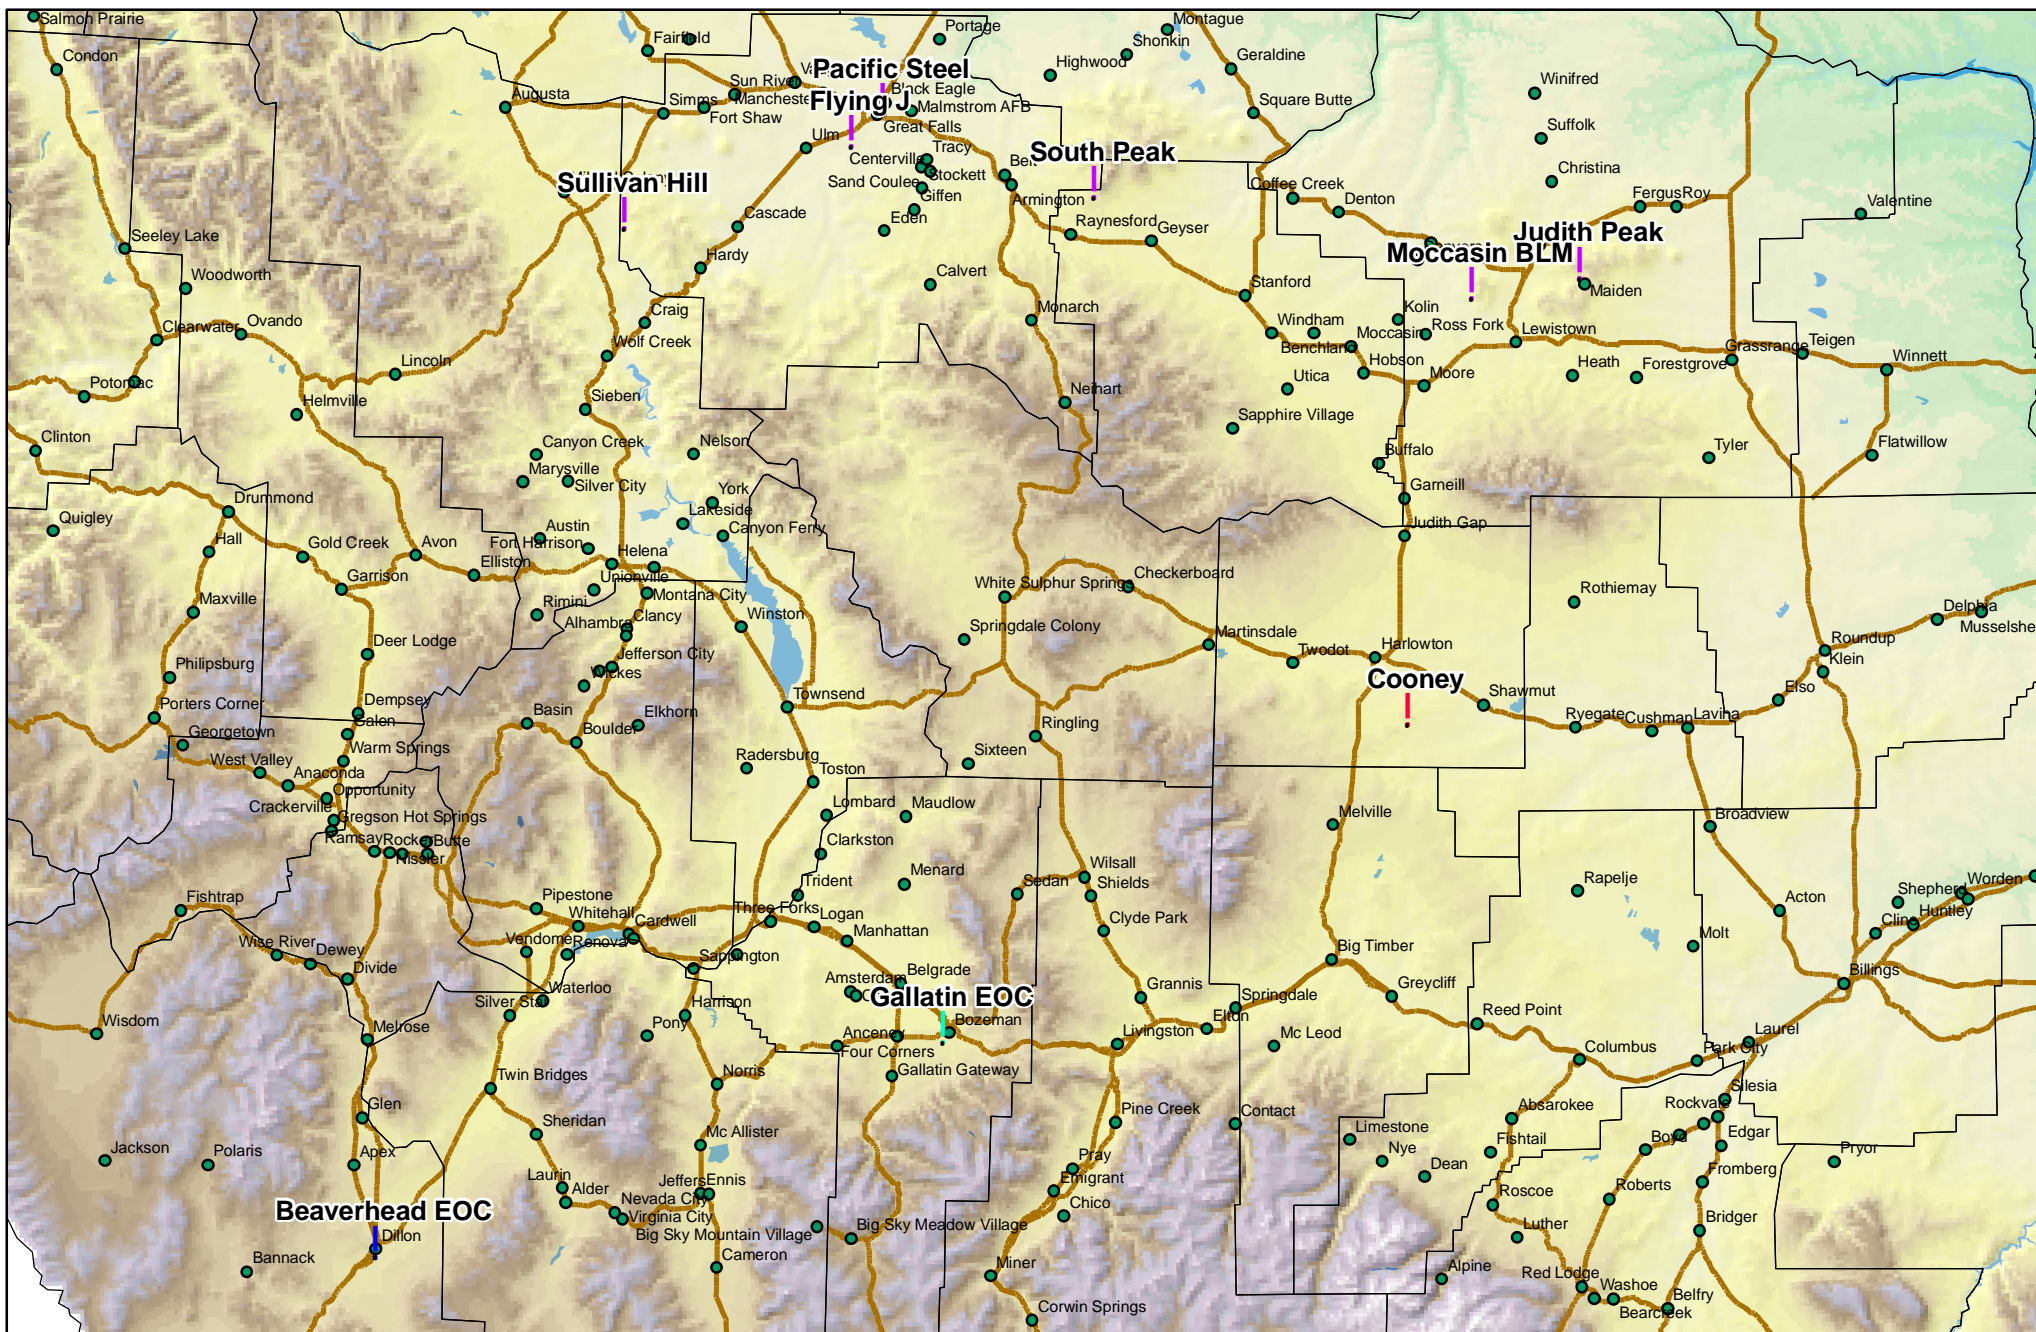 Salmon Prairie
Condon
Fairfield
Portage
Montague
Shonkin
Highwood
Geraldine
Winifred
Pacific Steel
Sun River
Black Eagle
Augusta
Simms
Manchester
Flying J
Malmstrom AFB
Fort Shaw
Square Butte
Great Falls
Suffolk
Ulm
Centerville
Tracy
Belt
South Peak
Stockett
Sand Coulee
Giffen
Christina
Sullivan Hill
Armington
Coffee Creek
Denton
Fergus
Roy
Valentine
Cascade
Eden
Raynesford
Geyser
Judith Peak
Moccasin BLM
Seeley Lake
Woodworth
Hardy
Calvert
Stanford
Maiden
Craig
Monarch
Kolin
Clearwater
Ovando
Windham
Moccasin
Ross Fork
Lewistown
Benchland
Grassrange
Teigen
Winnett
Wolf Creek
Lincoln
Hobson
Moore
Heath
Forestgrove
Potomac
Utica
Neihart
Helmville
Sieben
Sapphire Village
Clinton
Canyon Creek
Nelson
Buffalo
Tyler
Flatwillow
Marysville
Silver City
Drummond
York
Garneill
Quigley
Lakeside
Canyon Ferry
Judith Gap
Austin
Hall
Gold Creek
Avon
Fort Harrison
Helena
Elliston
Garrison
Unionville
White Sulphur Springs
Checkerboard
Rothiemay
Maxville
Rimini
Montana City
Clancy
Alhambra
Winston
Springdale Colony
Delphia
Musselshe
Deer Lodge
Martinsdale
Twodot
Harlowton
Roundup
Klein
Philipsburg
Jefferson City
Wickes
Cooney
Townsend
Shawmut
Elso
Porters Corner
Dempsey
Galen
Basin
Elkhorn
Boulder
Ringling
Ryegate
Cushman
Lavina
Georgetown
Warm Springs
West Valley
Anaconda
Radersburg
Sixteen
Toston
Opportunity
Crackerville
Gregson Hot Springs
Lombard
Maudlow
Melville
Broadview
Ramsay
Rocker
Butte
Nissler
Clarkston
Wilsall
Menard
Sedan
Shields
Rapelje
Shepherd
Worden
Fishtrap
Pipestone
Trident
Whitehall
Cardwell
Three Forks
Logan
Clyde Park
Acton
Huntley
Cline
Manhattan
Wise River
Dewey
Vendome
Renova
Sappington
Big Timber
Molt
Divide
Amsterdam
Belgrade
Greycliff
Billings
Waterloo
Silver Star
Harrison
Gallatin EOC
Grannis
Springdale
Wisdom
Melrose
Pony
Anceney
Bozeman
Four Corners
Livingston
Elton
Mc Leod
Reed Point
Laurel
Columbus
Park City
Twin Bridges
Norris
Gallatin Gateway
Silesia
Glen
Sheridan
Pine Creek
Contact
Absarokee
Rockvale
Limestone
Fishtail
Boyd
Edgar
Mc Allister
Jackson
Polaris
Apex
Pray
Nye
Dean
Fromberg
Pryor
Laurin
Alder
Jeffers
Ennis
Emigrant
Roscoe
Roberts
Beaverhead EOC
Nevada City
Virginia City
Chico
Big Sky Mountain Village
Big Sky Meadow Village
Luther
Bridger
Dillon
Bannack
Cameron
Miner
Alpine
Red Lodge
Washoe
Bearcreek
Belfry
Corwin Springs